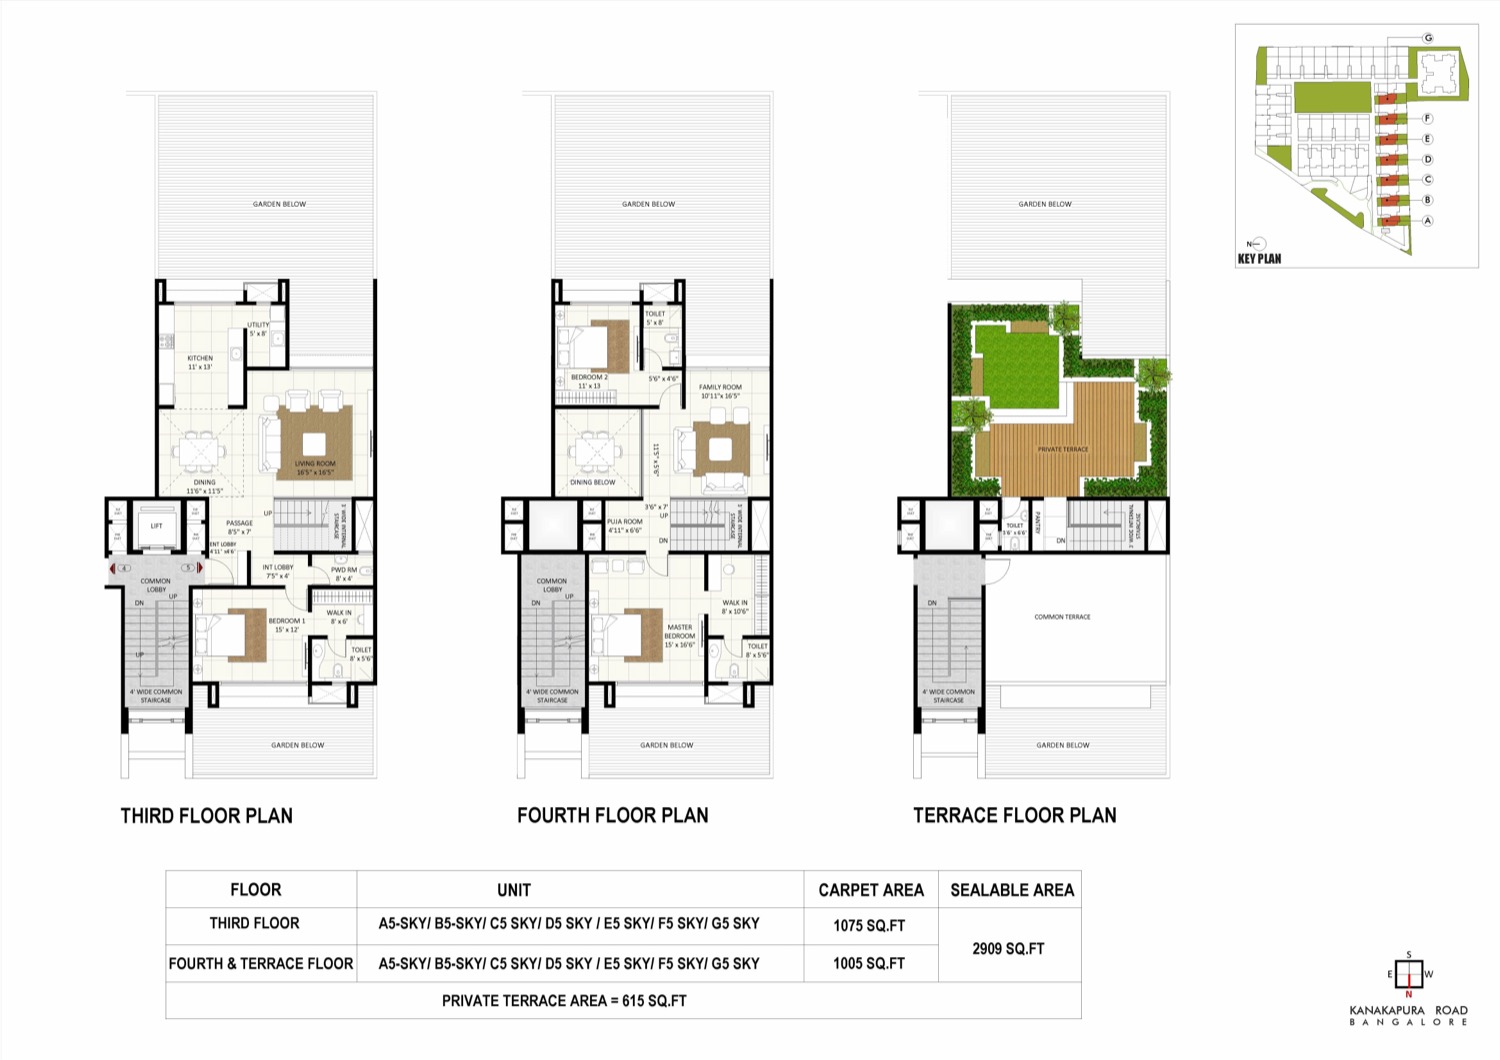 G
F
E
D
C
B
A
N
KEY PLAN
GARDEN BELOW
UTILITY
5' x 8'
KITCHEN
11' x 13'
LIVING ROOM
16'5" x 16'5"
DINING
11'6" x 11'5"
LIFT
PASSAGE
8'5" x 7'
UP
3' WIDE INTERNAL
STAIRCASE
ENT LOBBY
4'11" x4'6"
INT LOBBY
7'5" x 4'
PWD RM
8' x 4'
4
5
COMMON
LOBBY
DN
UP
BEDROOM 1
15' x 12'
WALK IN
8' x 6'
TOILET
8' x 5'6"
UP
4' WIDE COMMON
STAIRCASE
GARDEN BELOW
THIRD FLOOR PLAN
GARDEN BELOW
TOILET
5' x 8'
BEDROOM 2
11' x 13
5'6" x 4'6"
FAMILY ROOM
10'11"x 16'5"
11'5" x 5'6"
DINING BELOW
PUJA ROOM
4'11" x 6'6"
3'6" x 7'
UP
DN
3' WIDE INTERNAL
STAIRCASE
COMMON
LOBBY
DN
UP
MASTER
BEDROOM
15' x 16'6"
WALK IN
8' x 10'6"
TOILET
8' x 5'6"
4' WIDE COMMON
STAIRCASE
GARDEN BELOW
FOURTH FLOOR PLAN
GARDEN BELOW
PRIVATE TERRACE
TOILET
3'6" x 6'6"
PANTRY
DN
3' WIDE INTERNAL
STAIRCASE
DN
COMMON TERRACE
4' WIDE COMMON
STAIRCASE
GARDEN BELOW
TERRACE FLOOR PLAN
FLOOR UNIT CARPET AREA SEALABLE AREA
THIRD FLOOR A5-SKY/ B5-SKY/ C5 SKY/ D5 SKY / E5 SKY/ F5 SKY/ G5 SKY 1075 SQ.FT
2909 SQ.FT
FOURTH & TERRACE FLOOR A5-SKY/ B5-SKY/ C5 SKY/ D5 SKY / E5 SKY/ F5 SKY/ G5 SKY 1005 SQ.FT
PRIVATE TERRACE AREA = 615 SQ.FT
S
E W
N
KANAKAPURA ROAD
BANGALORE